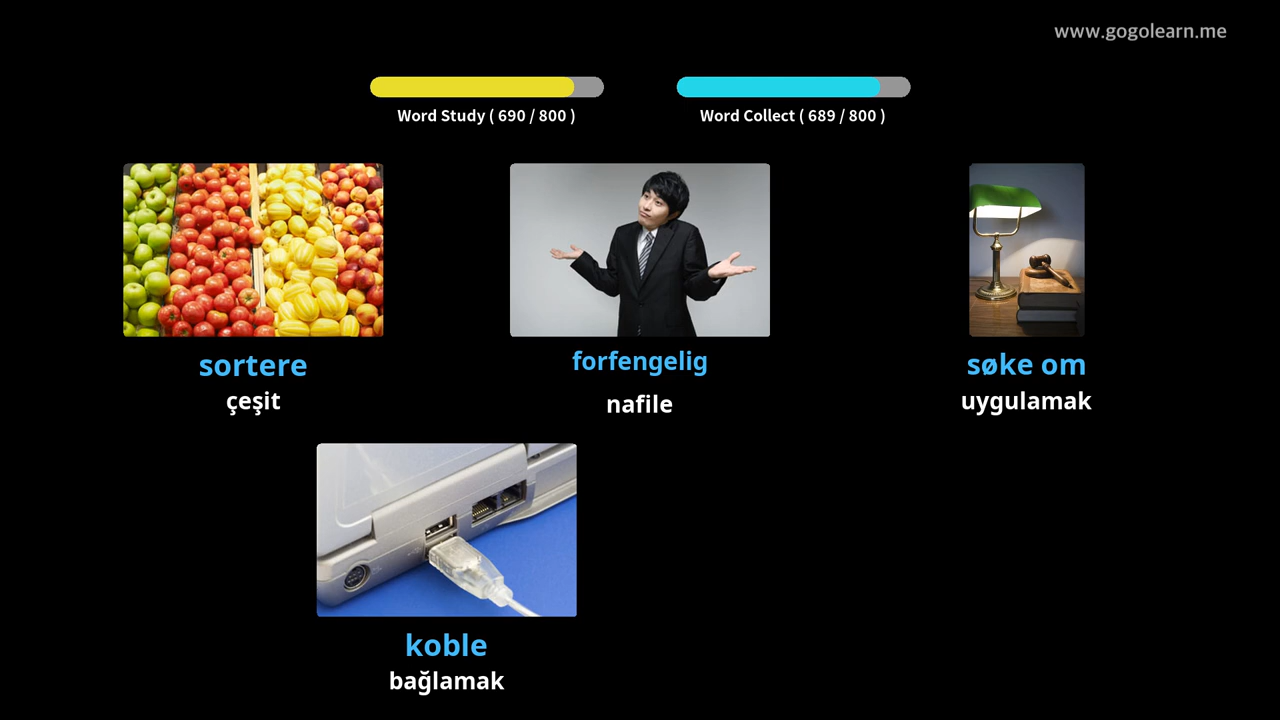 www.gogolearn.me
Word Study ( 690 / 800 )
Word Collect ( 689 / 800 )
sortere
çeşit
forfengelig
nafile
søke om
uygulamak
koble
bağlamak